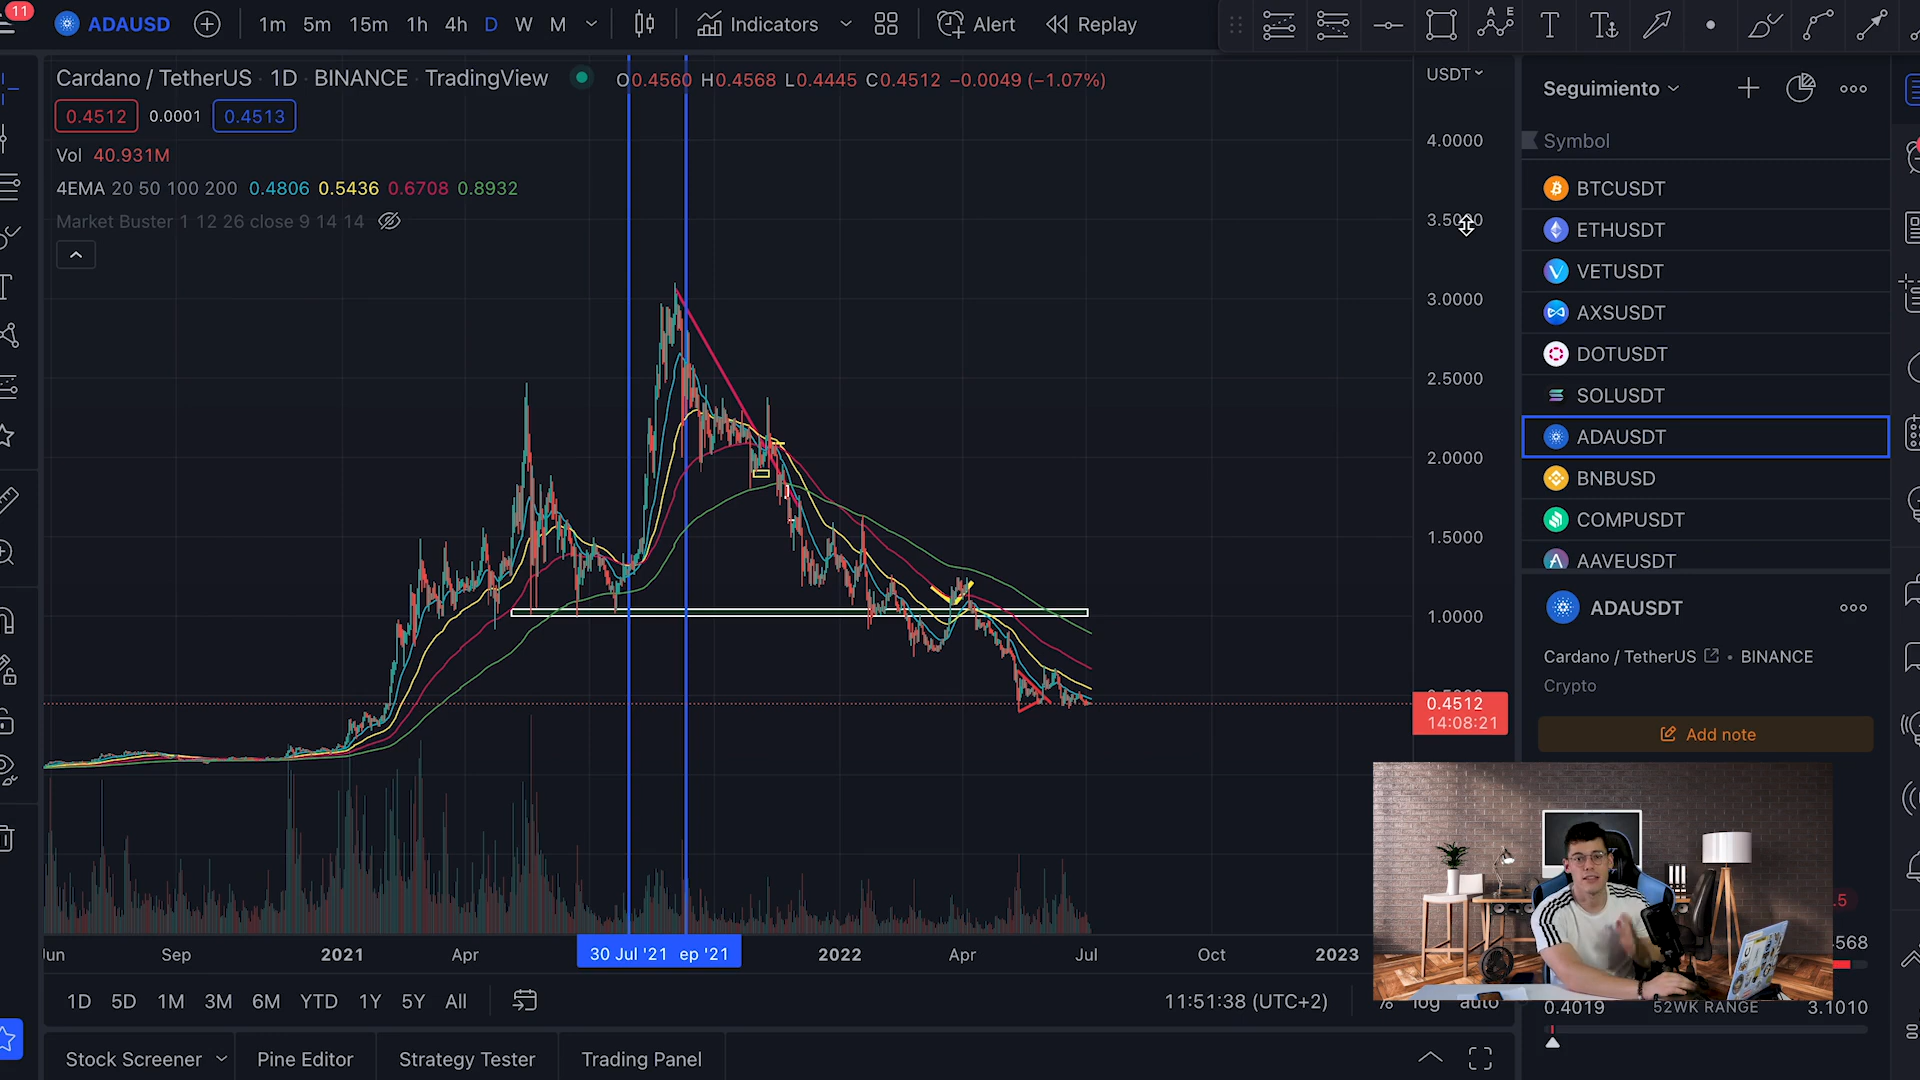 11
ADAUSD
1m 5m 15m 1h 4h D W M
Indicators
Alert
Replay
Cardano / TetherUS · 1D · BINANCE · TradingView
O0.4560 H0.4568 L0.4445 C0.4512 −0.0049 (−1.07%)
0.4512 0.0001 0.4513
Vol 40.931M
4EMA 20 50 100 200 0.4806 0.5436 0.6708 0.8932
Market Buster 1 12 26 close 9 14 14
USDT
4.0000
3.5000
3.0000
2.5000
2.0000
1.5000
1.0000
0.4512
14:08:21
Sep 2021 Apr 30 Jul '21 ep '21 2022 Apr Jul Oct 2023
1D 5D 1M 3M 6M YTD 1Y 5Y All
11:51:38 (UTC+2) % log auto
Stock Screener Pine Editor Strategy Tester Trading Panel
Seguimiento
Symbol
BTCUSDT
ETHUSDT
VETUSDT
AXSUSDT
DOTUSDT
SOLUSDT
ADAUSDT
BNBUSD
COMPUSDT
AAVEUSDT
ADAUSDT
Cardano / TetherUS • BINANCE
Crypto
Add note
.5
568
0.4019 52WK RANGE 3.1010